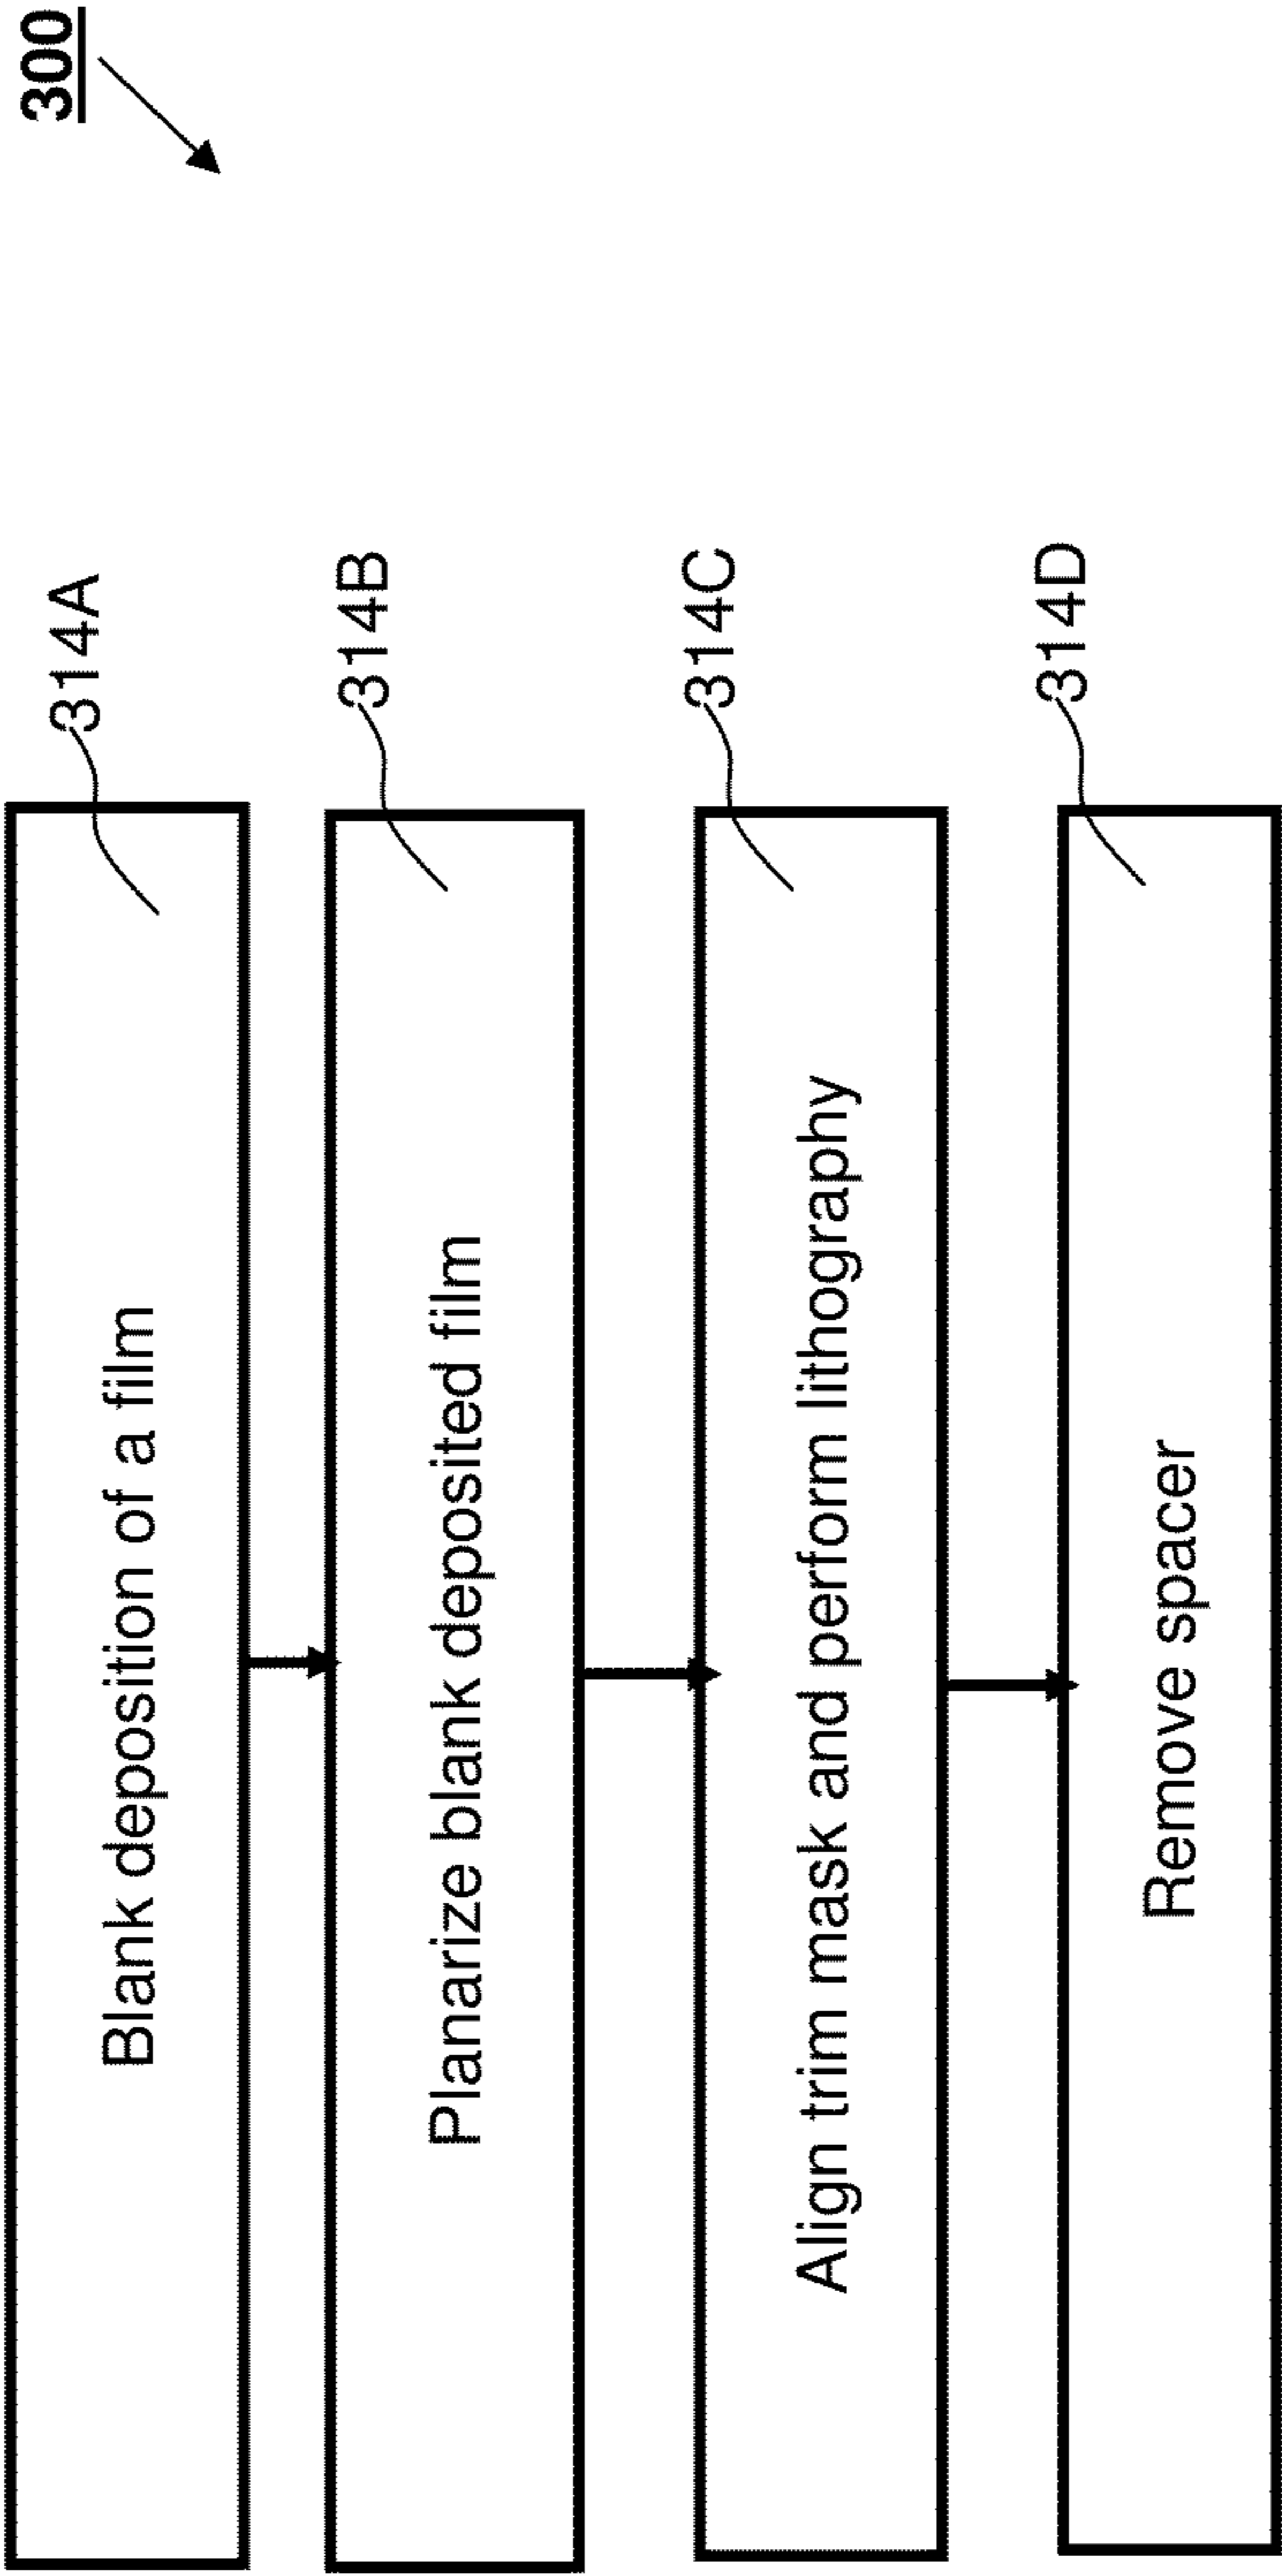 300
314A
Blank deposition of a film
314B
Planarize blank deposited film
314C
Align trim mask and perform lithography
314D
Remove spacer